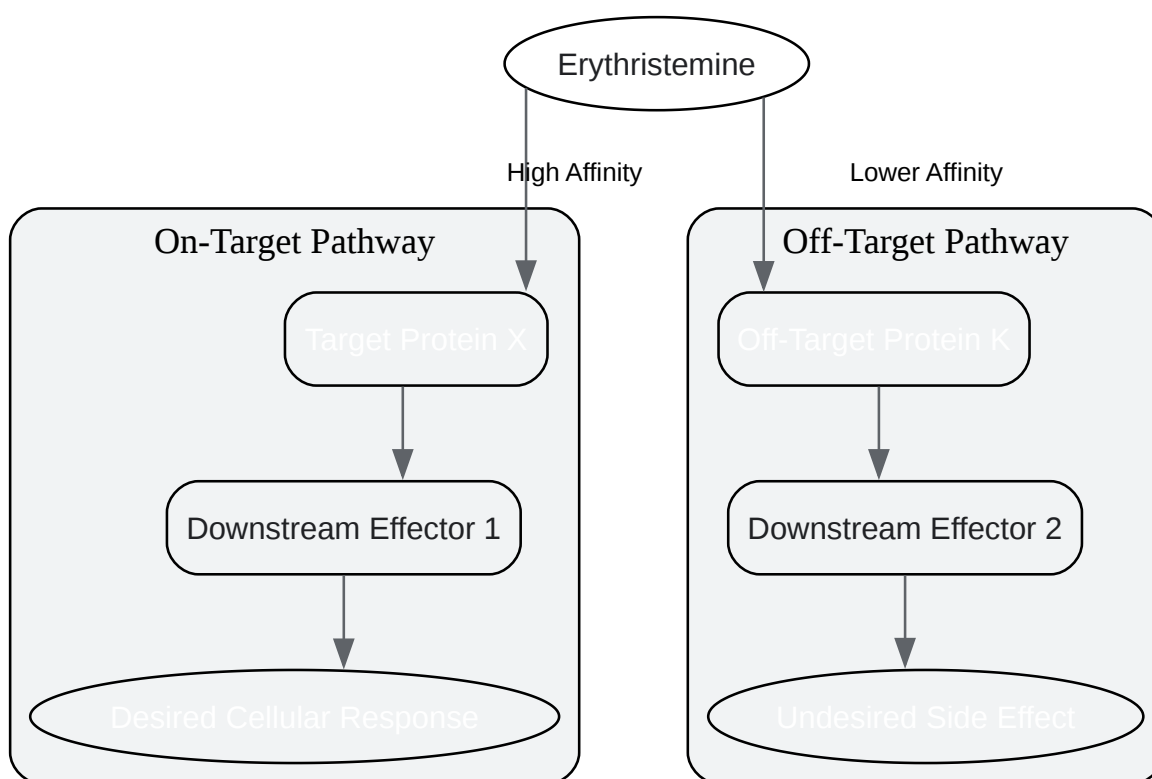 Erythristemine
High Affinity
Lower Affinity
On-Target Pathway
Off-Target Pathway
Target Protein X
Off-Target Protein K
Downstream Effector 1
Downstream Effector 2
Desired Cellular Response
Undesired Side Effect